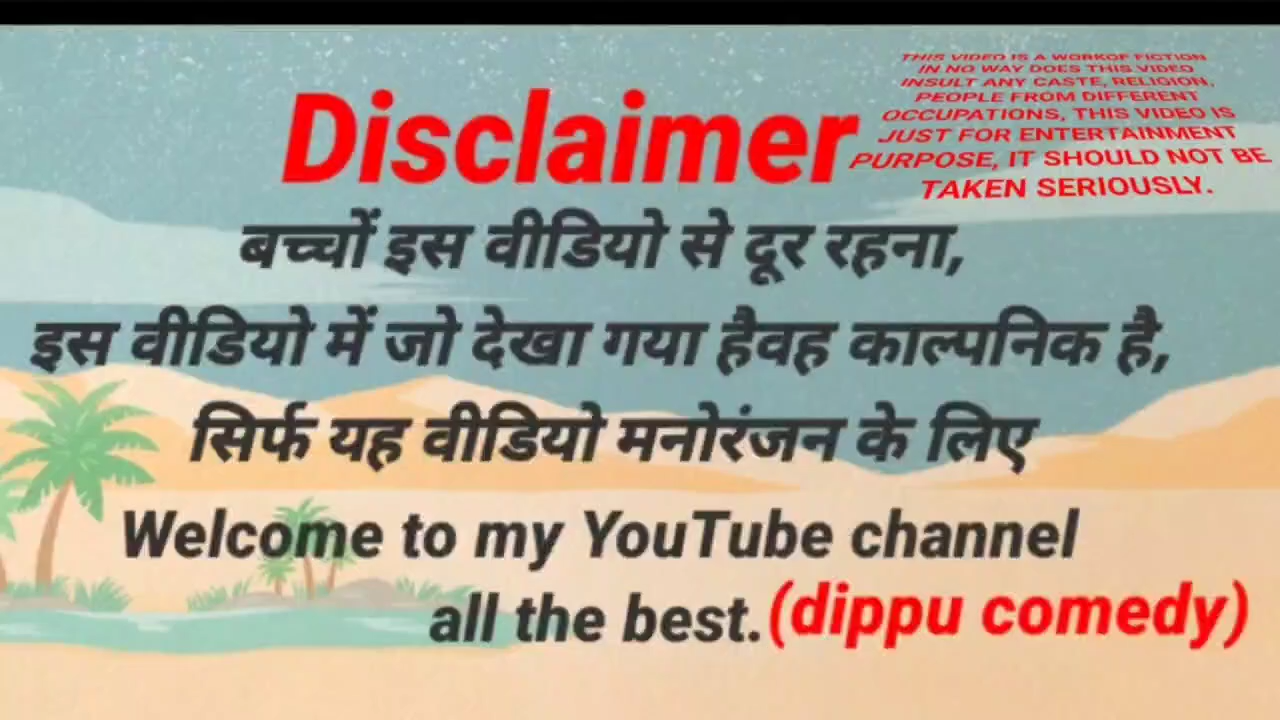 Disclaimer
THIS VIDEO IS A WORKOF FICTION
IN NO WAY DOES THIS VIDEO
INSULT ANY CASTE, RELIGION,
PEOPLE FROM DIFFERENT
OCCUPATIONS, THIS VIDEO IS
JUST FOR ENTERTAINMENT
PURPOSE, IT SHOULD NOT BE
TAKEN SERIOUSLY.
बच्चों इस वीडियो से दूर रहना,
इस वीडियो में जो देखा गया हैवह काल्पनिक है,
सिर्फ यह वीडियो मनोरंजन के लिए
Welcome to my YouTube channel
all the best.(dippu comedy)